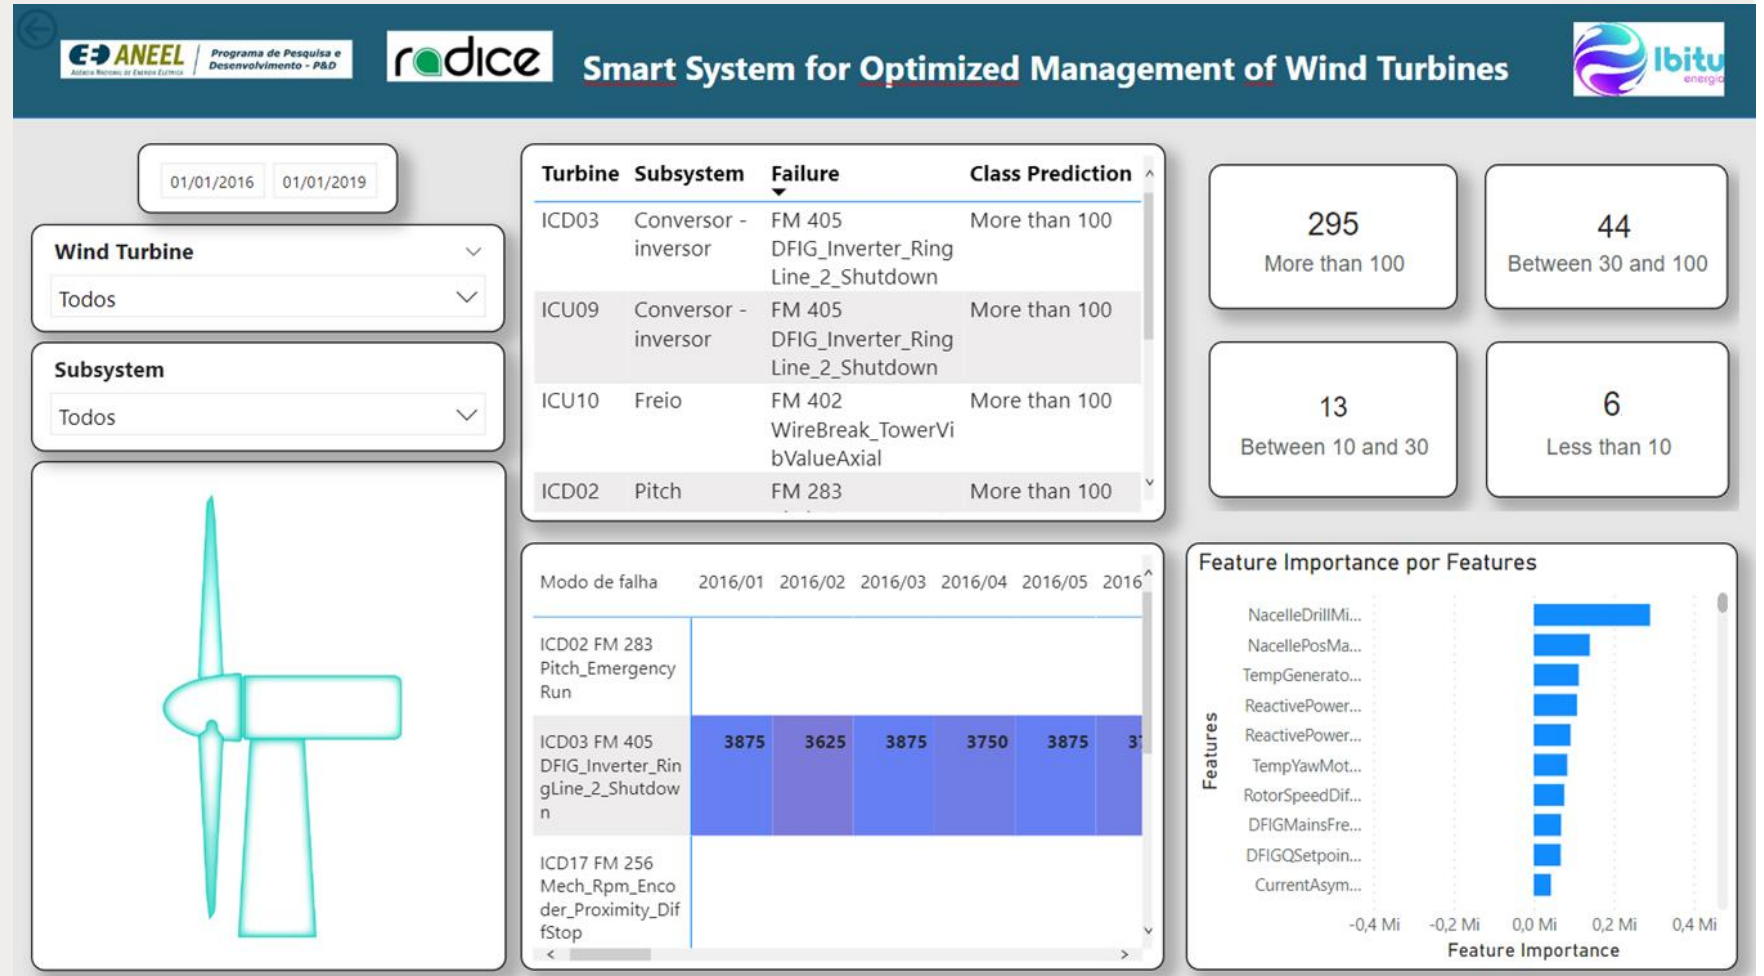 ANEEL
AGÊNCIA NACIONAL DE ENERGIA ELÉTRICA
Programa de Pesquisa e
Desenvolvimento - P&D
radice
Smart System for Optimized Management of Wind Turbines
Ibitu
energia
01/01/2016 01/01/2019
Wind Turbine
Todos
Subsystem
Todos
Turbine Subsystem Failure Class Prediction
ICD03 Conversor - FM 405 More than 100
inversor DFIG_Inverter_Ring
Line_2_Shutdown
ICU09 Conversor - FM 405 More than 100
inversor DFIG_Inverter_Ring
Line_2_Shutdown
ICU10 Freio FM 402 More than 100
WireBreak_TowerVi
bValueAxial
ICD02 Pitch FM 283 More than 100
295
More than 100
44
Between 30 and 100
13
Between 10 and 30
6
Less than 10
Modo de falha 2016/01 2016/02 2016/03 2016/04 2016/05 2016
ICD02 FM 283
Pitch_Emergency
Run
ICD03 FM 405 3875 3625 3875 3750 3875
DFIG_Inverter_Rin
gLine_2_Shutdow
n
ICD17 FM 256
Mech_Rpm_Enco
der_Proximity_Dif
fStop
Feature Importance por Features
NacelleDrillMi...
NacellePosMa...
TempGenerato...
ReactivePower...
ReactivePower...
TempYawMot...
RotorSpeedDif...
DFIGMainsFre...
DFIGQSetpoin...
CurrentAsym...
Features
-0,4 Mi -0,2 Mi 0,0 Mi 0,2 Mi 0,4 Mi
Feature Importance